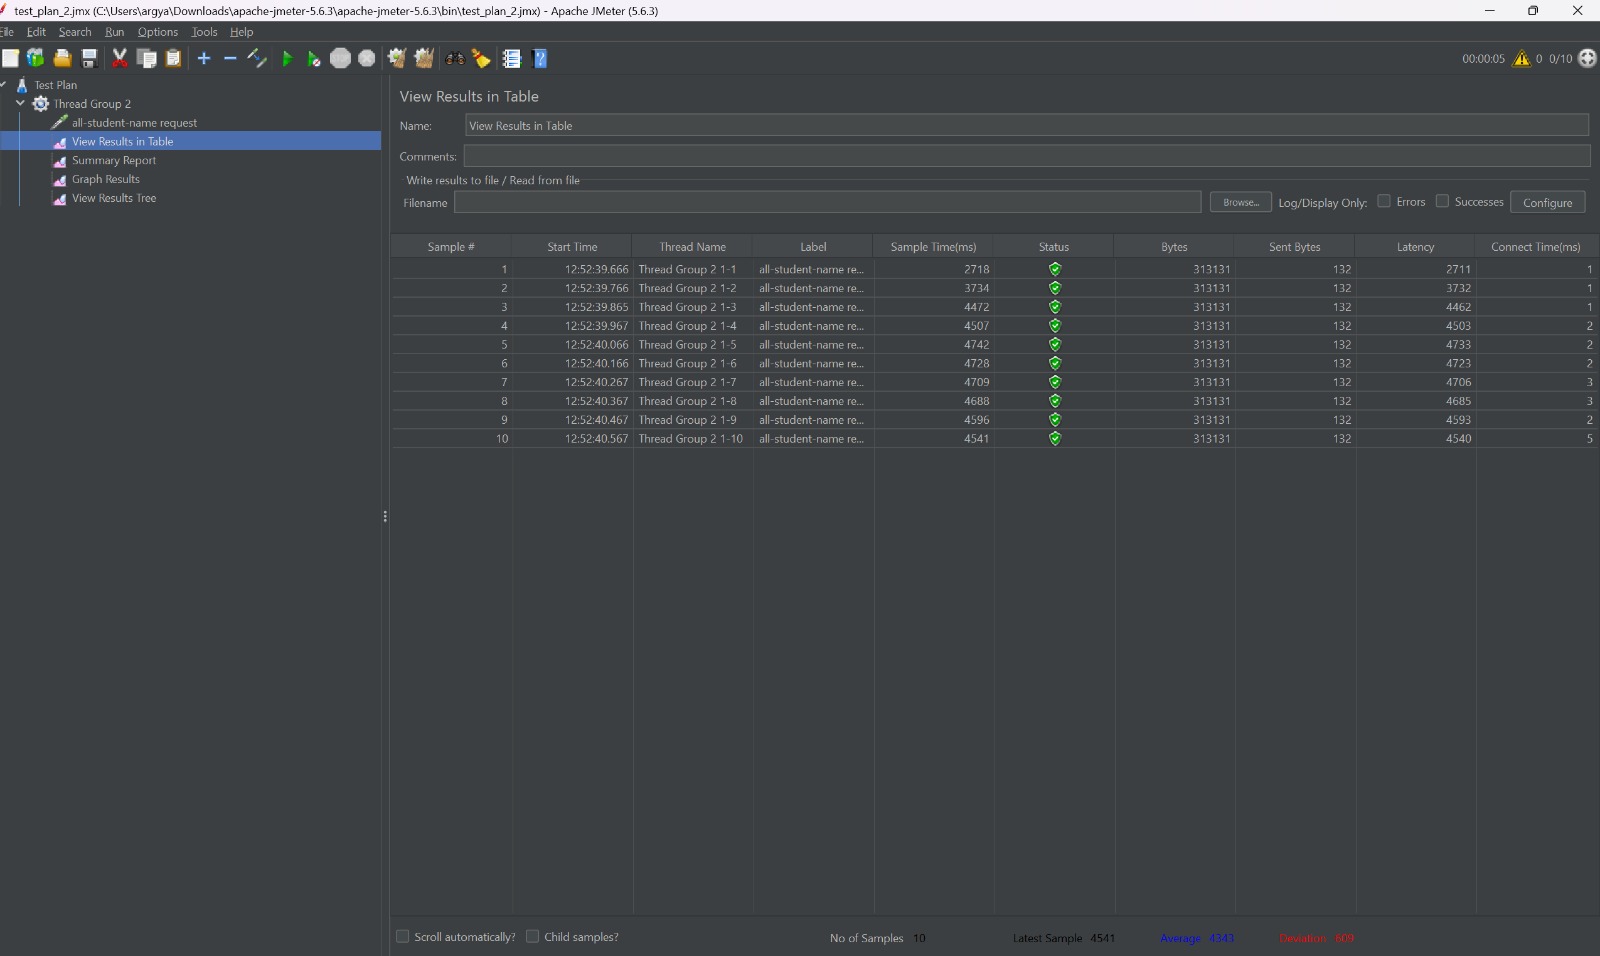 test_plan_2.jmx (C:\Users\argya\Downloads\apache-jmeter-5.6.3\apache-jmeter-5.6.3\bin\test_plan_2.jmx) - Apache JMeter (5.6.3)
File Edit Search Run Options Tools Help
00:00:05 0 0/10
Test Plan
Thread Group 2
all-student-name request
View Results in Table
Summary Report
Graph Results
View Results Tree
View Results in Table
Name: View Results in Table
Comments:
Write results to file / Read from file
Filename Browse... Log/Display Only: Errors Successes Configure
Sample # Start Time Thread Name Label Sample Time(ms) Status Bytes Sent Bytes Latency Connect Time(ms)
1 12:52:39.666 Thread Group 2 1-1 all-student-name re... 2718 313131 132 2711 1
2 12:52:39.766 Thread Group 2 1-2 all-student-name re... 3734 313131 132 3732 1
3 12:52:39.865 Thread Group 2 1-3 all-student-name re... 4472 313131 132 4462 1
4 12:52:39.967 Thread Group 2 1-4 all-student-name re... 4507 313131 132 4503 2
5 12:52:40.066 Thread Group 2 1-5 all-student-name re... 4742 313131 132 4733 2
6 12:52:40.166 Thread Group 2 1-6 all-student-name re... 4728 313131 132 4723 2
7 12:52:40.267 Thread Group 2 1-7 all-student-name re... 4709 313131 132 4706 3
8 12:52:40.367 Thread Group 2 1-8 all-student-name re... 4688 313131 132 4685 3
9 12:52:40.467 Thread Group 2 1-9 all-student-name re... 4596 313131 132 4593 2
10 12:52:40.567 Thread Group 2 1-10 all-student-name re... 4541 313131 132 4540 5
Scroll automatically? Child samples? No of Samples 10 Latest Sample 4541 Average 4343 Deviation 609